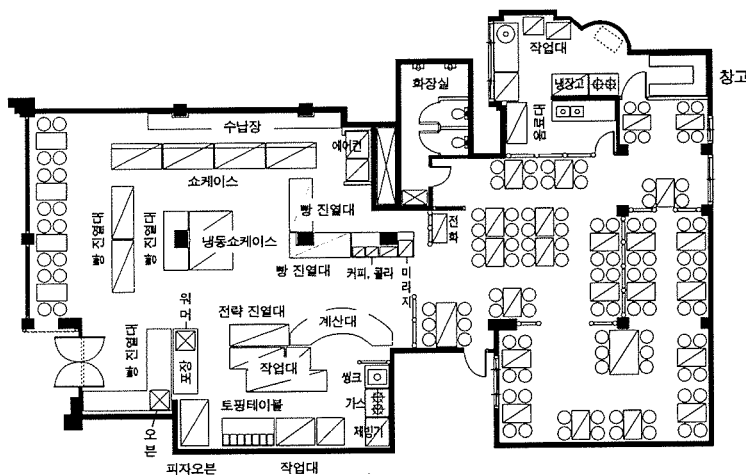 작업대
창고
화장실
냉장고
음료대
수납장
에어컨
쇼케이스
빵 진열대
전화
빵 진열대
빵 진열대
냉동쇼케이스
빵 진열대
커피, 콜라
미라지
워머
전략 진열대
계산대
빵 진열대
포장
작업대
씽크
가스
토핑테이블
제빙기
오븐
피자오븐
작업대